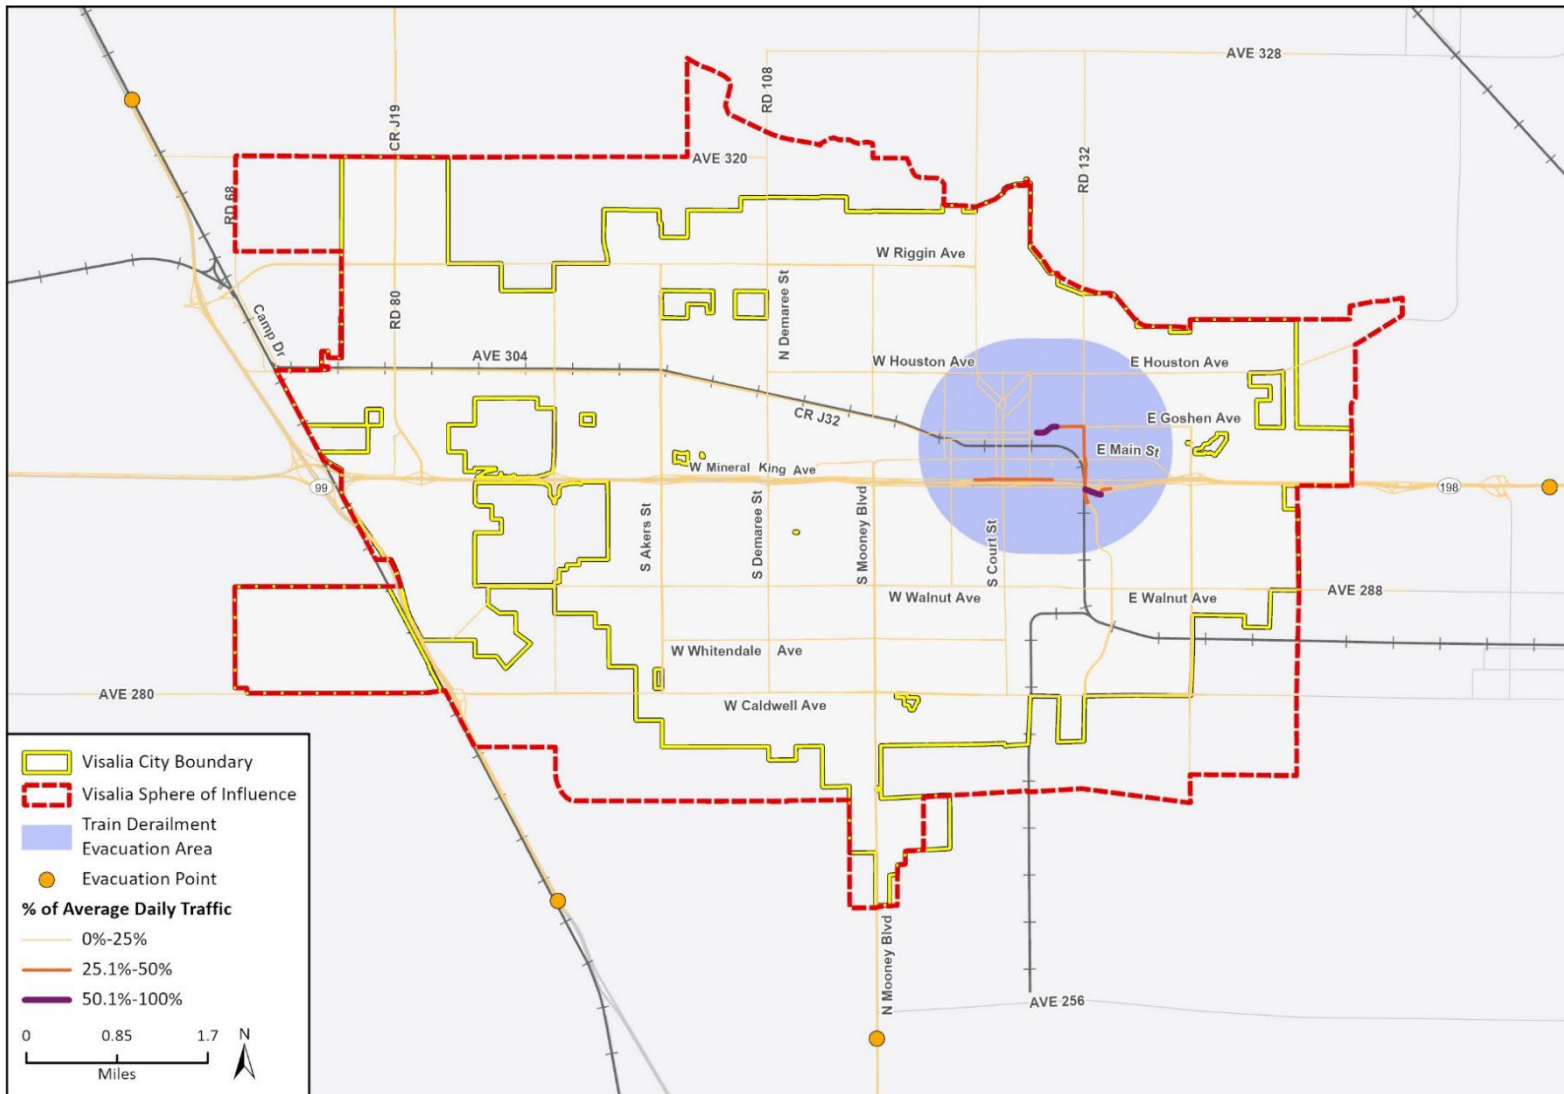 AVE 328
RD 108
CR J19
RD 132
AVE 320
RD 68
W Riggin Ave
N Demaree St
RD 80
Camp Dr
AVE 304
W Houston Ave
E Houston Ave
CR J32
E Goshen Ave
E Main St
W Mineral King Ave
99
198
S Akers St
S Demaree St
S Mooney Blvd
S Court St
W Walnut Ave
E Walnut Ave
AVE 288
W Whitendale Ave
AVE 280
W Caldwell Ave
N Mooney Blvd
AVE 256
Visalia City Boundary
Visalia Sphere of Influence
Train Derailment
Evacuation Area
Evacuation Point
% of Average Daily Traffic
0%-25%
25.1%-50%
50.1%-100%
0 0.85 1.7
Miles
N